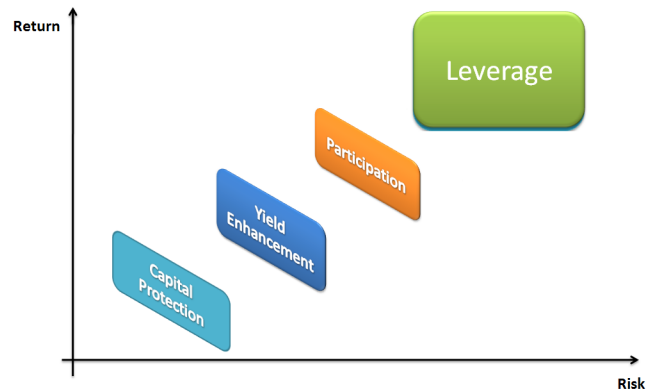 Return
Leverage
Participation
Yield
Enhancement
Capital
Protection
Risk